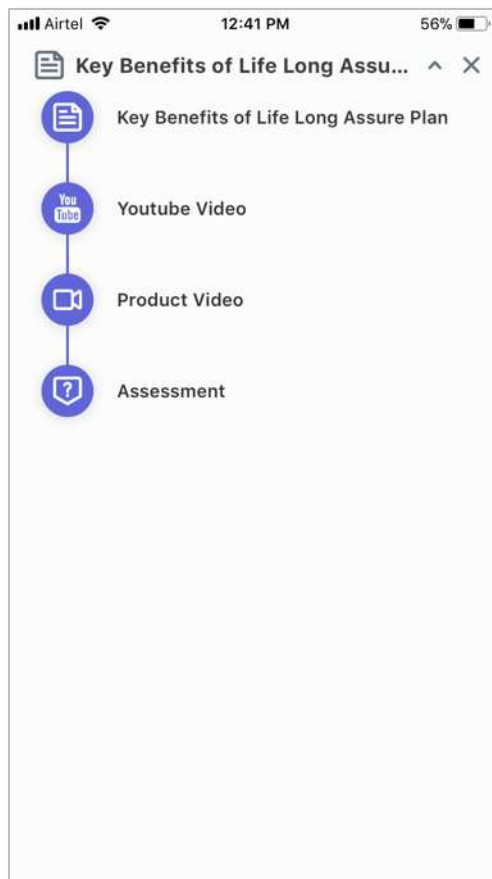 Airtel 12:41 PM 56%
Key Benefits of Life Long Assu...
Key Benefits of Life Long Assure Plan
You
Tube
Youtube Video
Product Video
?
Assessment